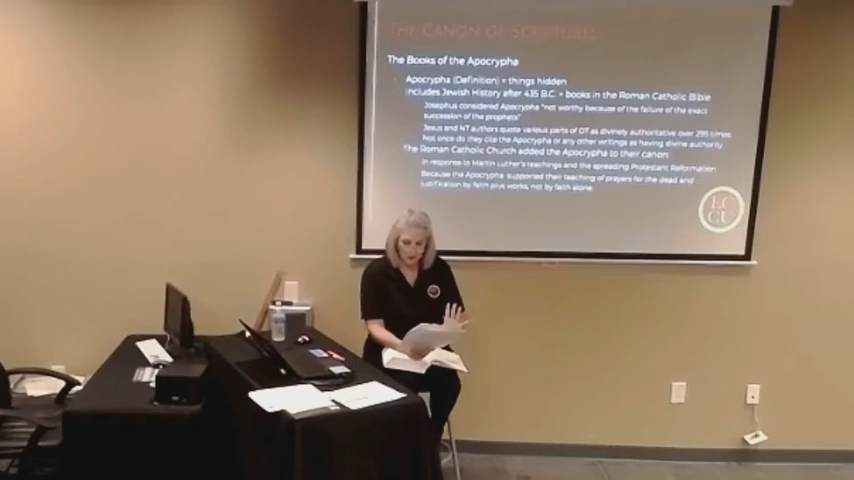 THE CANON OF SCRIPTURE
The Books of the Apocrypha
Apocrypha (Definition) = things hidden
Includes Jewish History after 435 B.C. = books in the Roman Catholic Bible
Josephus considered Apocrypha "not worthy because of the failure of the exact
succession of the prophets"
Jesus and NT authors quote various parts of OT as divinely authoritative over 295 times
Not once do they cite the Apocrypha or any other writings as having divine authority
The Roman Catholic Church added the Apocrypha to their canon:
In response to Martin Luther's teachings and the spreading Protestant Reformation
Because the Apocrypha supported their teaching of prayers for the dead and
justification by faith plus works, not by faith alone
EC
CU